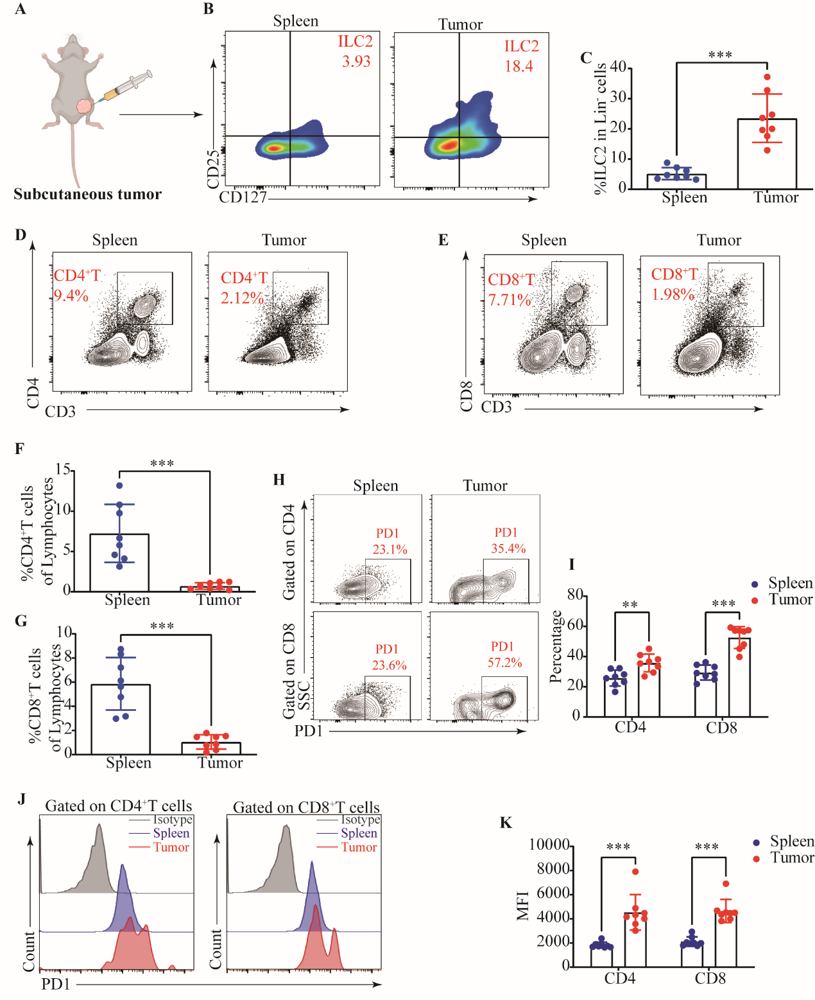 A
Subcutaneous tumor
B
Spleen
Tumor
ILC2
3.93
ILC2
18.4
CD25
CD127
C
***
%ILC2 in Lin⁻ cells
40
30
20
10
0
Spleen
Tumor
D
Spleen
Tumor
CD4⁺T
9.4%
CD4⁺T
2.12%
CD4
CD3
E
Spleen
Tumor
CD8⁺T
7.71%
CD8⁺T
1.98%
CD8
CD3
F
***
%CD4⁺T cells
of Lymphocytes
15
10
5
0
Spleen
Tumor
G
***
%CD8⁺T cells
of Lymphocytes
10
8
6
4
2
0
Spleen
Tumor
H
Spleen
Tumor
Gated on CD4
PD1
23.1%
PD1
35.4%
Gated on CD8
SSC
PD1
23.6%
PD1
57.2%
PD1
I
Spleen
Tumor
**
***
Percentage
80
60
40
20
0
CD4
CD8
J
Gated on CD4⁺T cells
Isotype
Spleen
Tumor
Count
Gated on CD8⁺T cells
Isotype
Spleen
Tumor
Count
PD1
K
Spleen
Tumor
***
***
MFI
10000
8000
6000
4000
2000
0
CD4
CD8